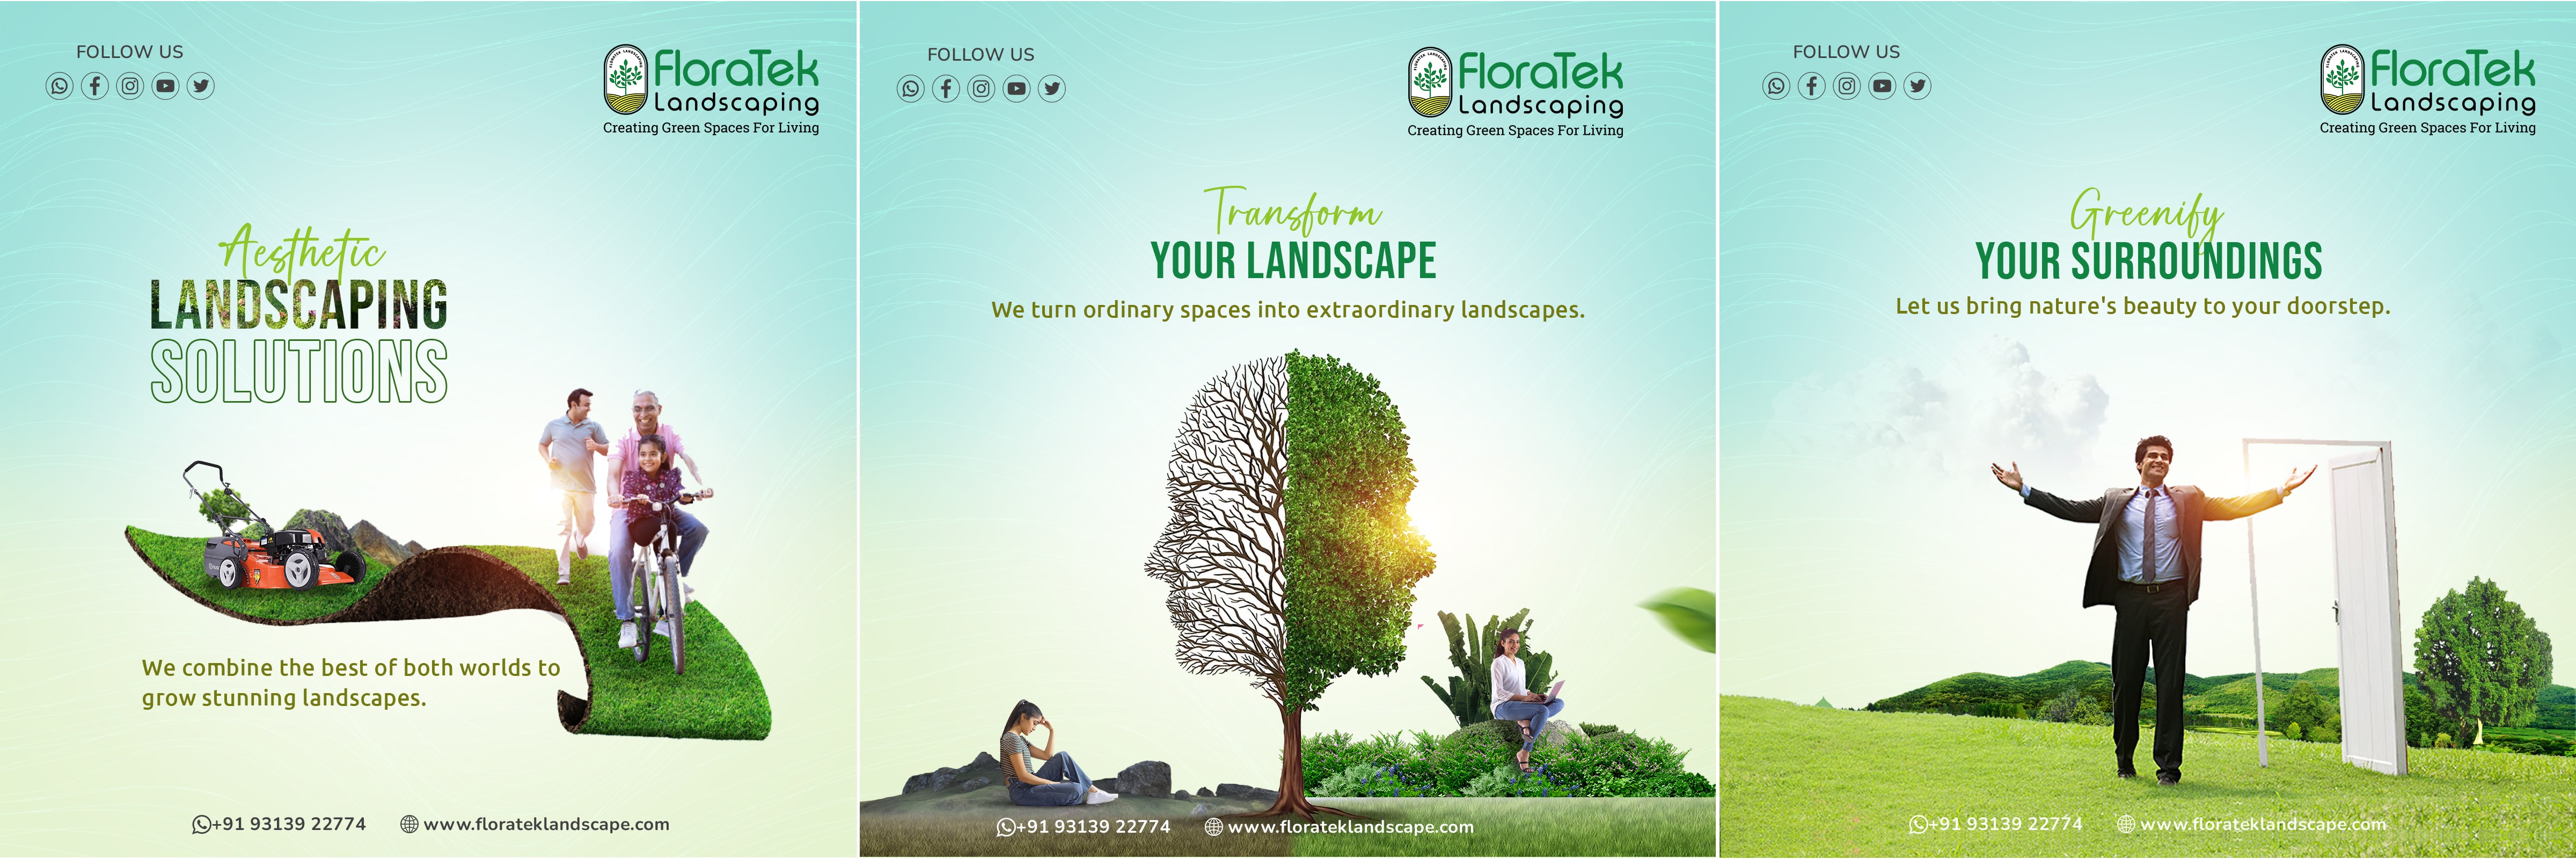 FOLLOW US
FloraTek
Landscaping
Creating Green Spaces For Living
Aesthetic
LANDSCAPING
SOLUTIONS
We combine the best of both worlds to
grow stunning landscapes.
+91 93139 22774 www.florateklandscape.com
FOLLOW US
FloraTek
Landscaping
Creating Green Spaces For Living
Transform
YOUR LANDSCAPE
We turn ordinary spaces into extraordinary landscapes.
+91 93139 22774 www.florateklandscape.com
FOLLOW US
FloraTek
Landscaping
Creating Green Spaces For Living
Greenify
YOUR SURROUNDINGS
Let us bring nature's beauty to your doorstep.
+91 93139 22774 www.florateklandscape.com